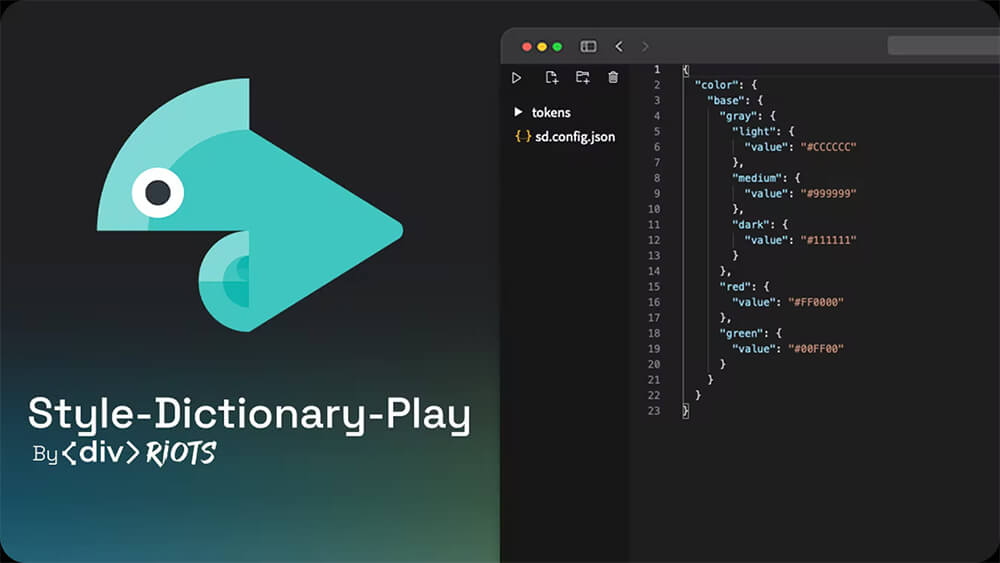 Style-Dictionary-Play
By <div> RIOTS
tokens
{..} sd.config.json
1 {
2 "color": {
3 "base": {
4 "gray": {
5 "light": {
6 "value": "#CCCCCC"
7 },
8 "medium": {
9 "value": "#999999"
10 },
11 "dark": {
12 "value": "#111111"
13 }
14 },
15 "red": {
16 "value": "#FF0000"
17 },
18 "green": {
19 "value": "#00FF00"
20 }
21 }
22 }
23 }